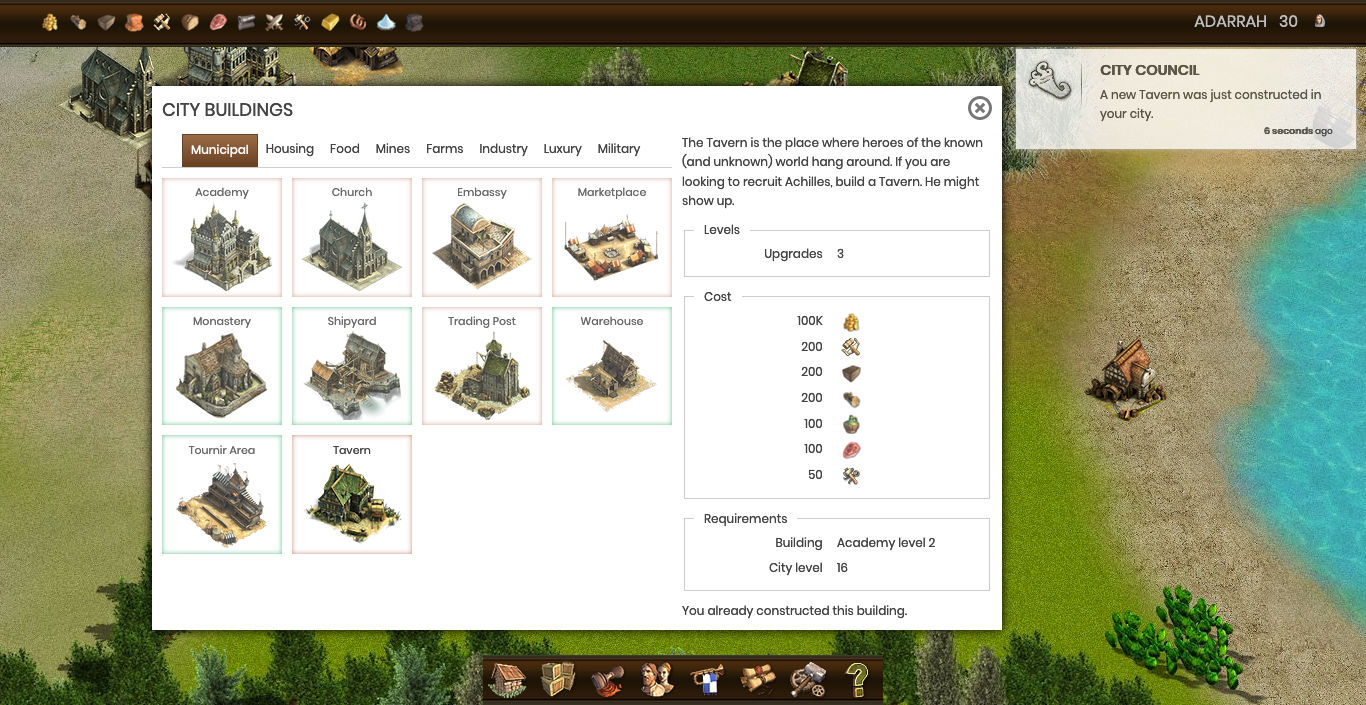 ADARRAH 30
CITY COUNCIL
A new Tavern was just constructed in
your city.
6 seconds ago
CITY BUILDINGS
Municipal Housing Food Mines Farms Industry Luxury Military
Academy Church Embassy Marketplace
Monastery Shipyard Trading Post Warehouse
Tournir Area Tavern
The Tavern is the place where heroes of the known
(and unknown) world hang around. If you are
looking to recruit Achilles, build a Tavern. He might
show up.
Levels
Upgrades 3
Cost
100K
200
200
200
100
100
50
Requirements
Building Academy level 2
City level 16
You already constructed this building.